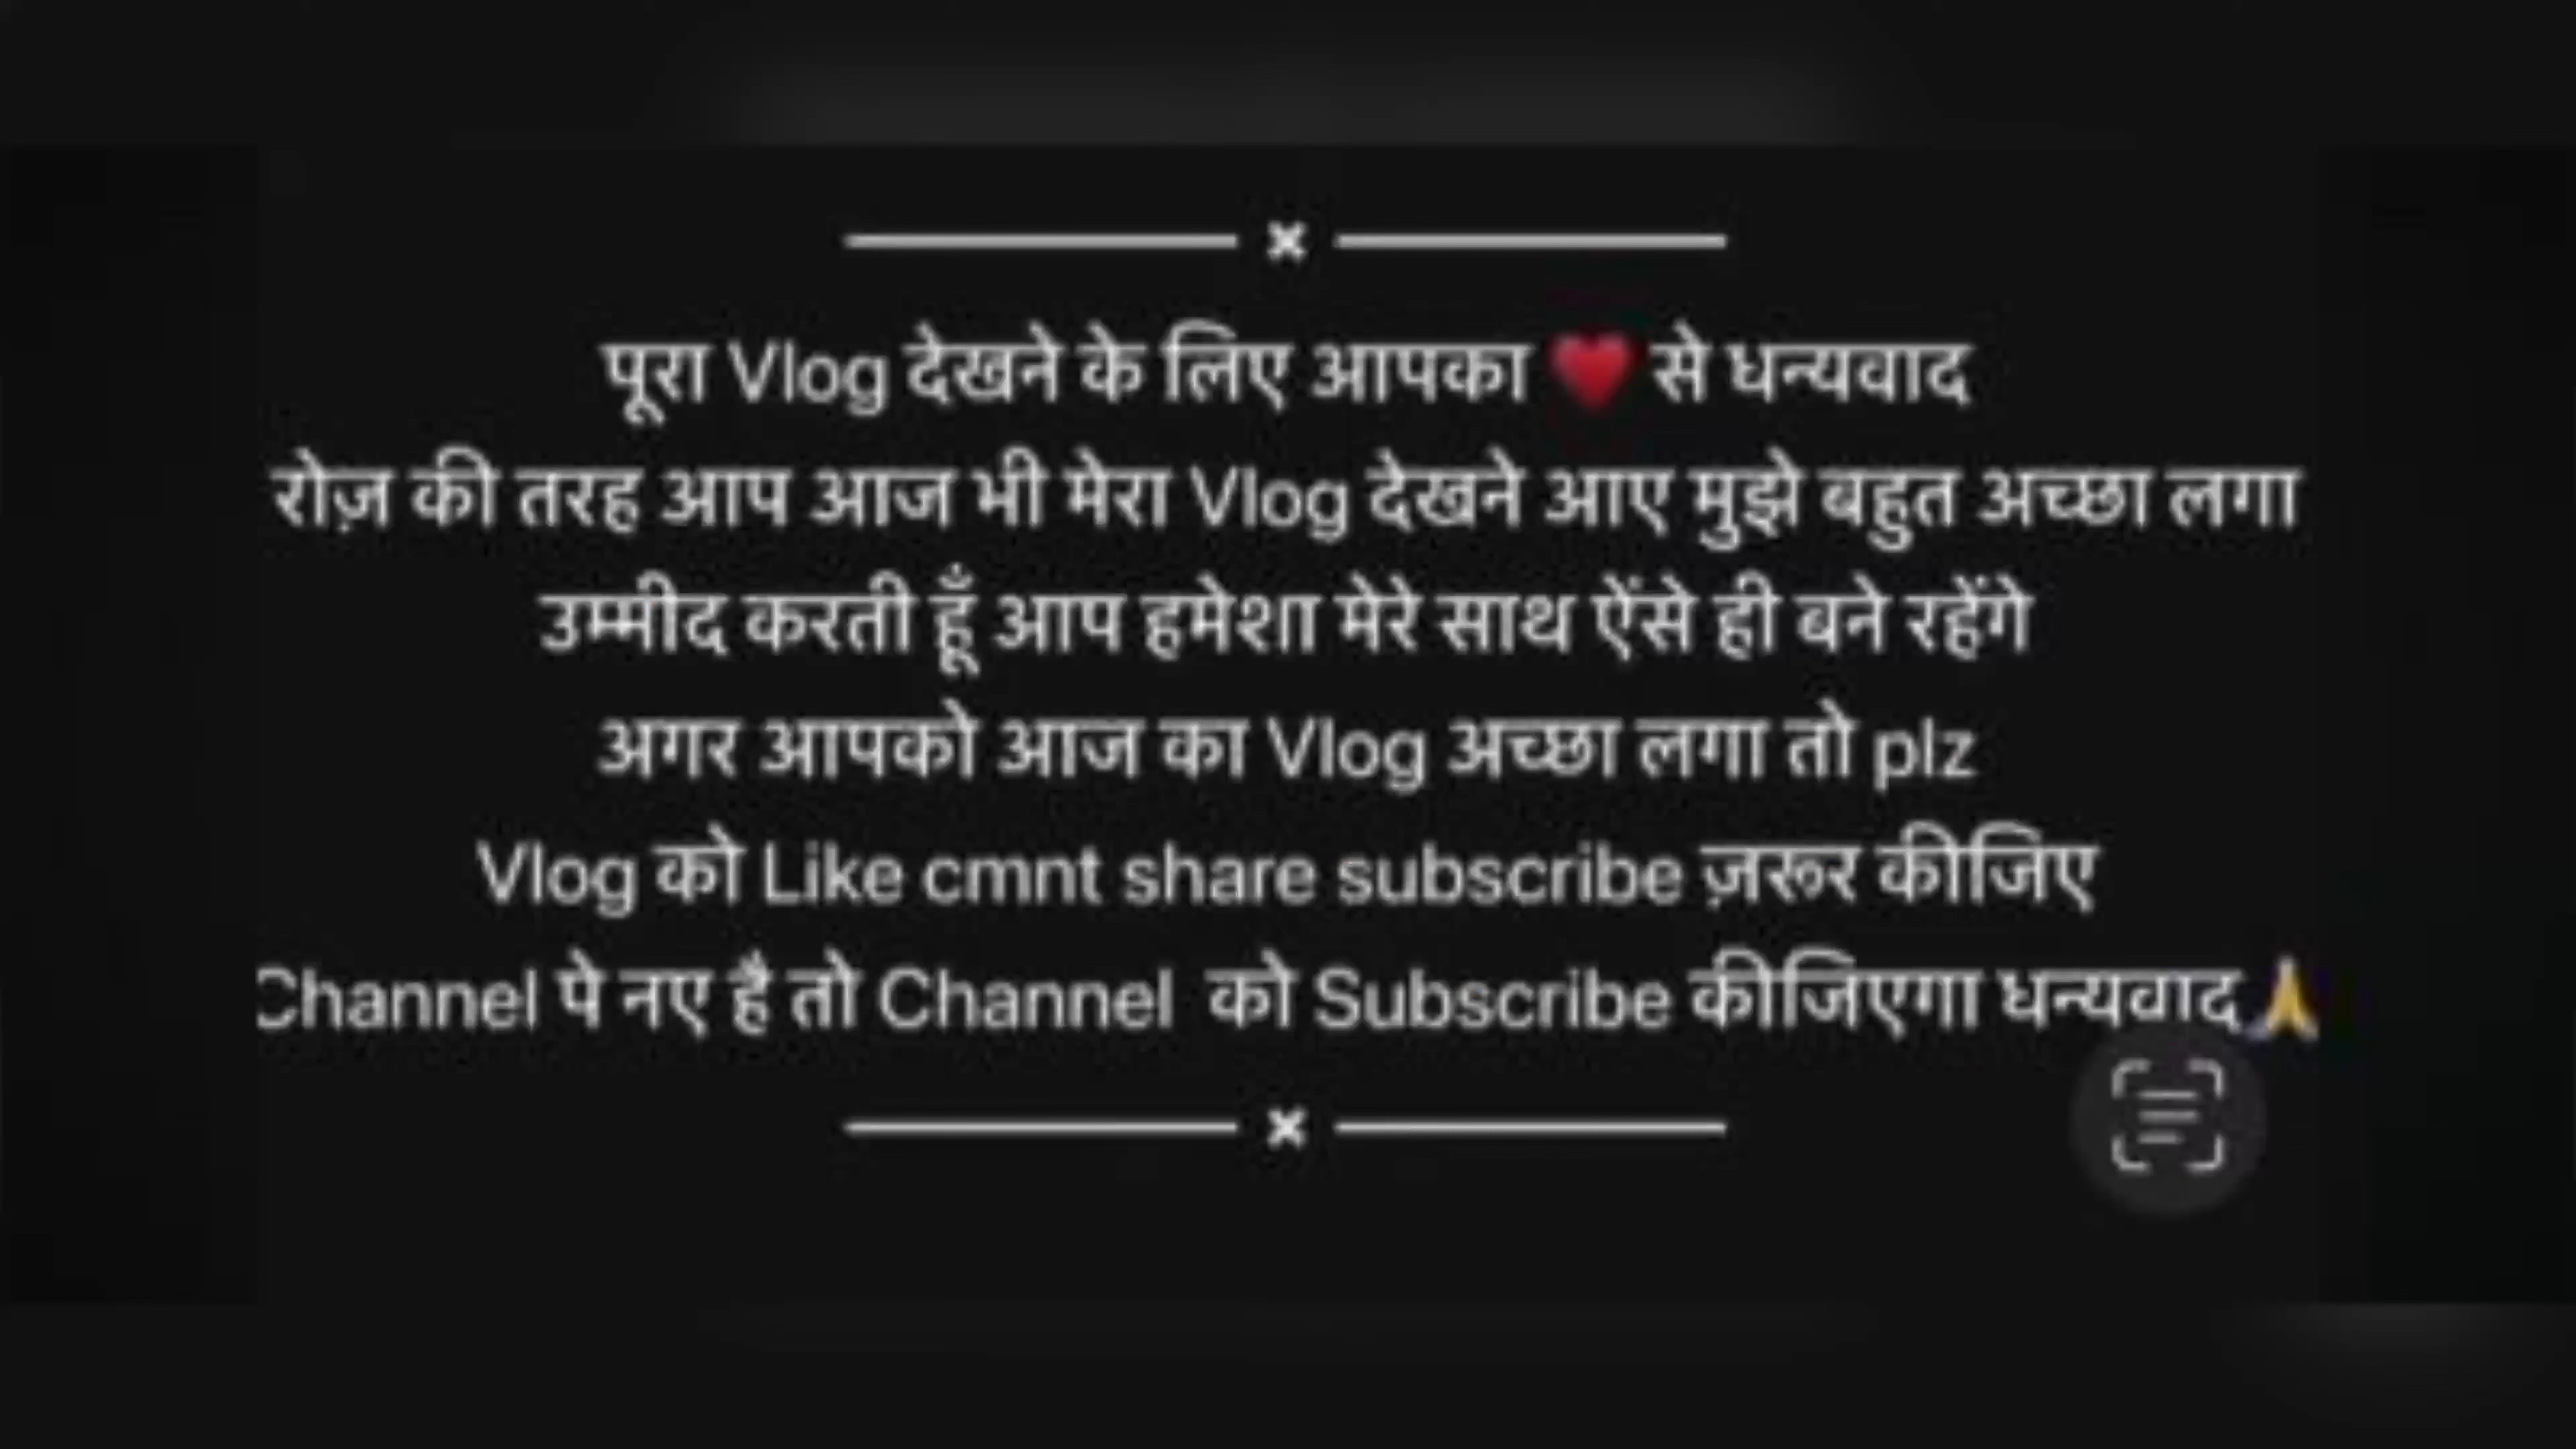 पूरा Vlog देखने के लिए आपका ♥️ से धन्यवाद
रोज़ की तरह आप आज भी मेरा Vlog देखने आए मुझे बहुत अच्छा लगा
उम्मीद करती हूँ आप हमेशा मेरे साथ ऐंसे ही बने रहेंगे
अगर आपको आज का Vlog अच्छा लगा तो plz
Vlog को Like cmnt share subscribe ज़रूर कीजिए
Channel पे नए है तो Channel को Subscribe कीजिएगा धन्यवाद🙏